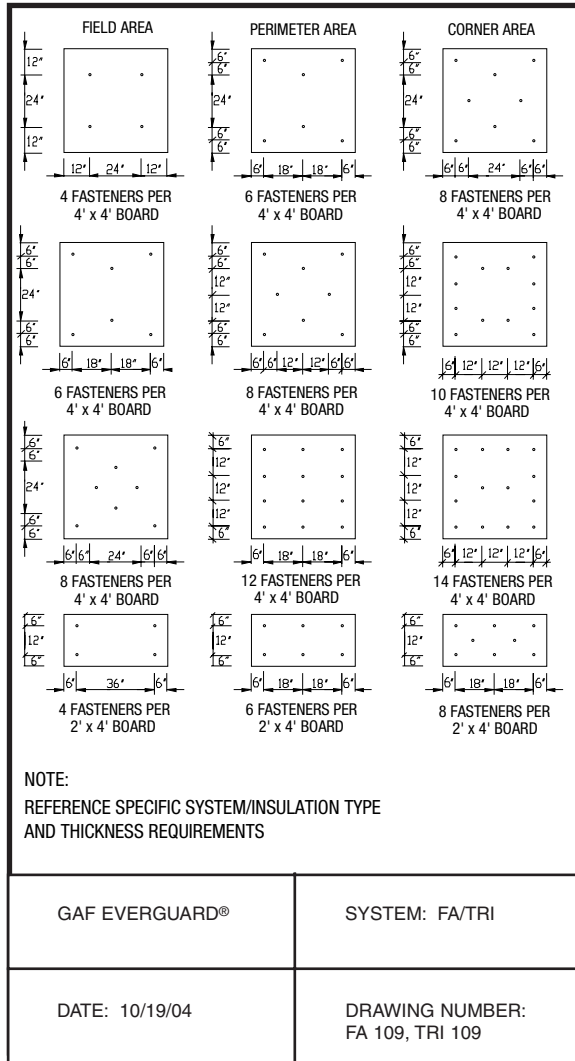 FIELD AREA
PERIMETER AREA
CORNER AREA
12"
24"
12"
12" 24" 12"
4 FASTENERS PER
4' x 4' BOARD
6"
6"
24"
6"
6"
6" 18" 18" 6"
6 FASTENERS PER
4' x 4' BOARD
6"
6"
24"
6"
6"
6" 6" 24" 6" 6"
8 FASTENERS PER
4' x 4' BOARD
6"
6"
24"
6"
6"
6" 18" 18" 6"
6 FASTENERS PER
4' x 4' BOARD
6"
6"
12"
12"
6"
6"
6" 6" 12" 12" 6" 6"
8 FASTENERS PER
4' x 4' BOARD
6"
6"
12"
12"
6"
6"
6" 12" 12" 12" 6"
10 FASTENERS PER
4' x 4' BOARD
6"
6"
24"
6"
6"
6" 6" 24" 6" 6"
8 FASTENERS PER
4' x 4' BOARD
6"
12"
12"
12"
6"
6" 18" 18" 6"
12 FASTENERS PER
4' x 4' BOARD
6"
12"
12"
12"
6"
6" 12" 12" 12" 6"
14 FASTENERS PER
4' x 4' BOARD
6"
12"
6"
6" 36" 6"
4 FASTENERS PER
2' x 4' BOARD
6"
12"
6"
6" 18" 18" 6"
6 FASTENERS PER
2' x 4' BOARD
6"
12"
6"
6" 18" 18" 6"
8 FASTENERS PER
2' x 4' BOARD
NOTE:
REFERENCE SPECIFIC SYSTEM/INSULATION TYPE
AND THICKNESS REQUIREMENTS
GAF EVERGUARD®
SYSTEM: FA/TRI
DATE: 10/19/04
DRAWING NUMBER:
FA 109, TRI 109